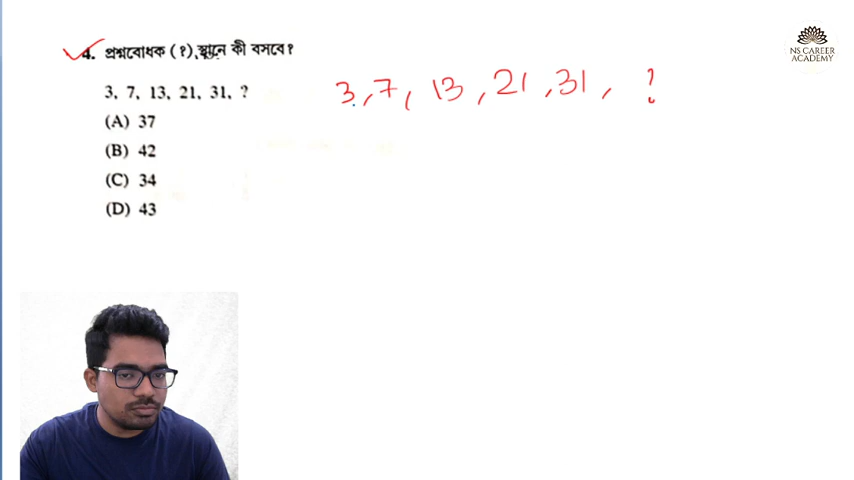 NS CAREER
ACADEMY
4. প্রশ্নবোধক (?) স্থানে কী বসবে?
3, 7, 13, 21, 31, ?
(A) 37
(B) 42
(C) 34
(D) 43
3, 7, 13, 21, 31, ?